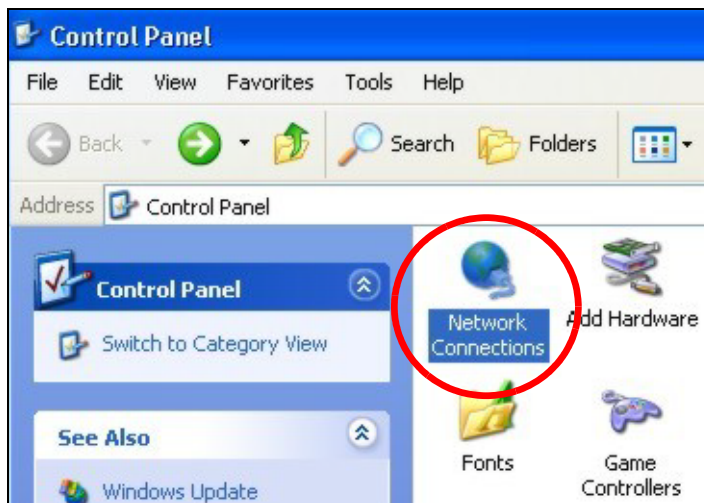 Control Panel
File Edit View Favorites Tools Help
Back Search Folders
Address Control Panel
Control Panel
Switch to Category View
See Also
Windows Update
Network
Connections
Add Hardware
Fonts
Game
Controllers